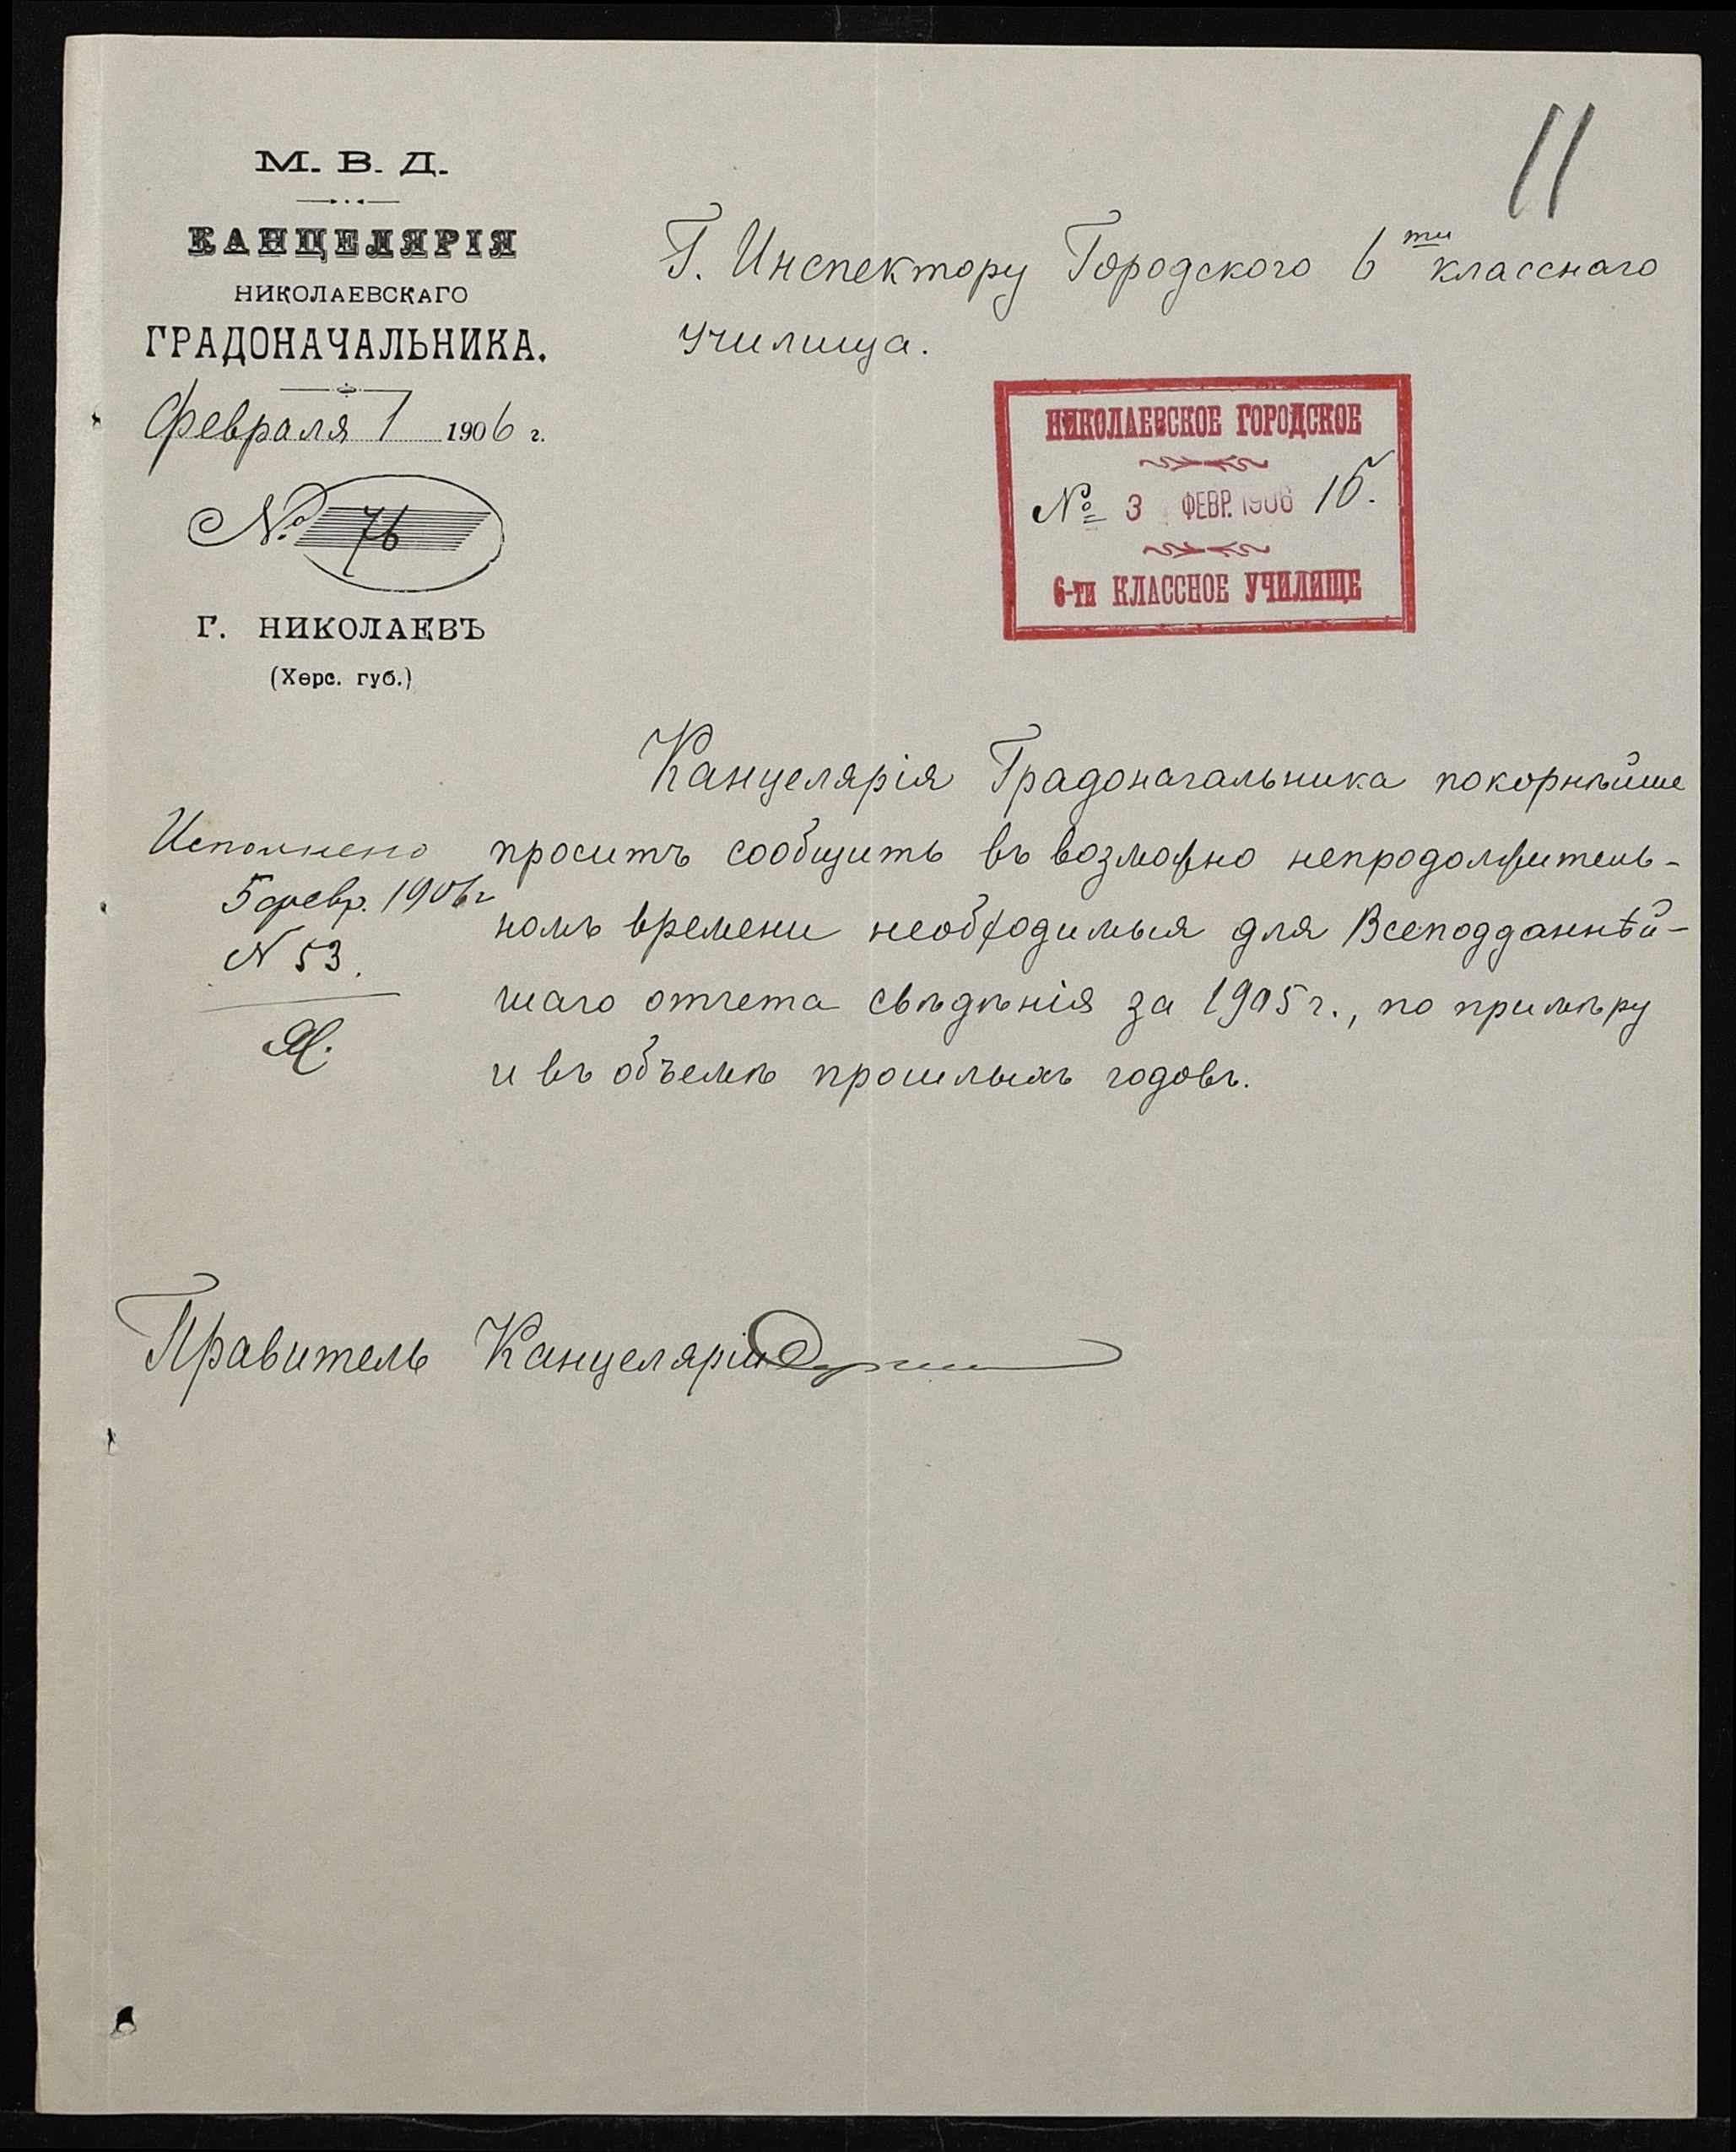 11
М. В. Д.
КАНЦЕЛЯРІЯ
НИКОЛАЕВСКАГО
ГРАДОНАЧАЛЬНИКА.
Февраля 1 1906 г.
№ 76
Г. НИКОЛАЕВЪ
(Херс. губ.)
Г. Инспектору Городского 6ти класснаго
училища.
НИКОЛАЕВСКОЕ ГОРОДСКОЕ
№ 3 ФЕВР. 1906 16.
6-ти КЛАССНОЕ УЧИЛИЩЕ
Канцелярія Градоначальника покорнѣйше
проситъ сообщить въ возможно непродолжитель-
номъ времени необходимыя для Всеподданнѣй-
шаго отчета свѣдѣнія за 1905 г., по примѣру
и въ объемѣ прошлыхъ годовъ.
Исполнено
5 февр. 1906 г
N 53.
Правитель Канцеляріи